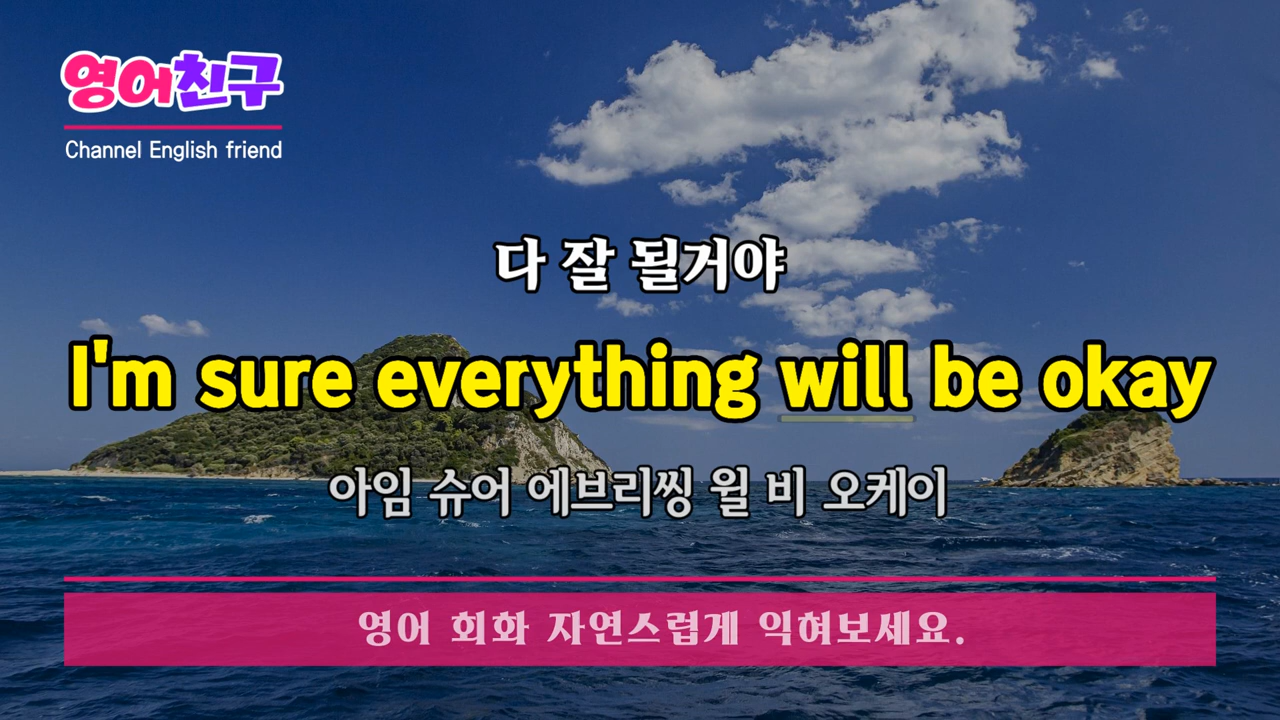 영어친구
Channel English friend
다 잘 될거야
I'm sure everything will be okay
아임 슈어 에브리씽 윌 비 오케이
영어 회화 자연스럽게 익혀보세요.